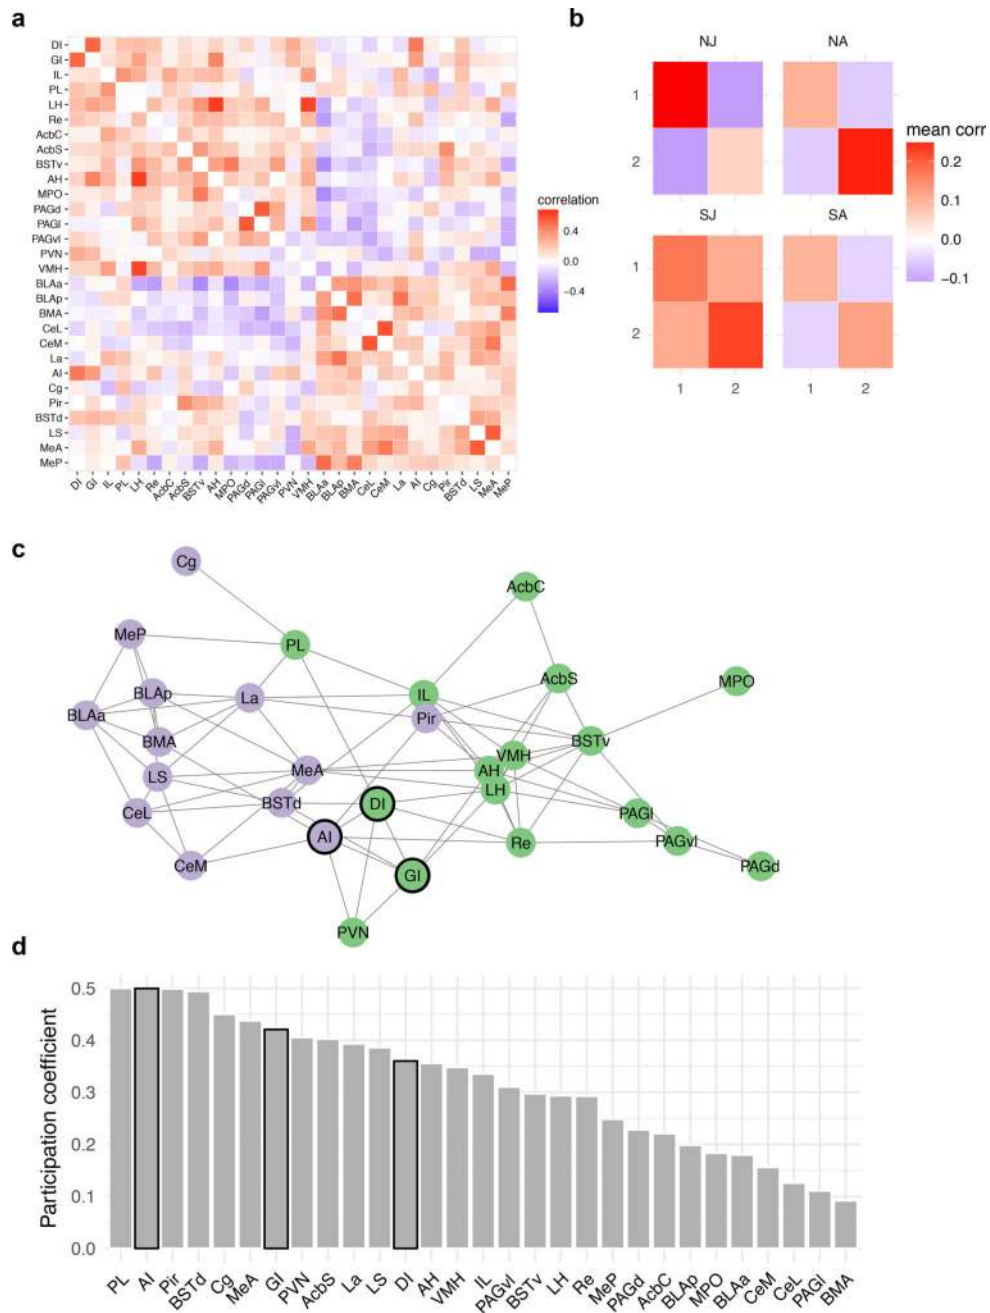 a
DI
GI
IL
PL
LH
Re
AcbC
AcbS
BSTv
AH
MPO
PAGd
PAGl
PAGvl
PVN
VMH
BLAa
BLAp
BMA
CeL
CeM
La
AI
Cg
Pir
BSTd
LS
MeA
MeP
DI GI IL PL LH Re AcbC AcbS BSTv AH MPO PAGd PAGl PAGvl PVN VMH BLAa BLAp BMA CeL CeM La AI Cg Pir BSTd LS MeA MeP
correlation
0.4
0.0
−0.4
b
NJ NA
1
2
SJ SA
1
2
1 2 1 2
mean corr
0.2
0.1
0.0
−0.1
c
Cg
AcbC
MeP
PL
AcbS
MPO
BLAp
La
IL
BLAa
Pir
BMA
BSTv
VMH
LS
MeA
AH
LH
BSTd
DI
CeL
PAGl
AI
Re
PAGvl
CeM
GI
PAGd
PVN
d
Participation coefficient
0.5
0.4
0.3
0.2
0.1
0.0
PL AI Pir BSTd Cg MeA GI PVN AcbS La LS DI AH VMH IL PAGvl BSTv LH Re MeP PAGd AcbC BLAp MPO BLAa CeM CeL PAGl BMA